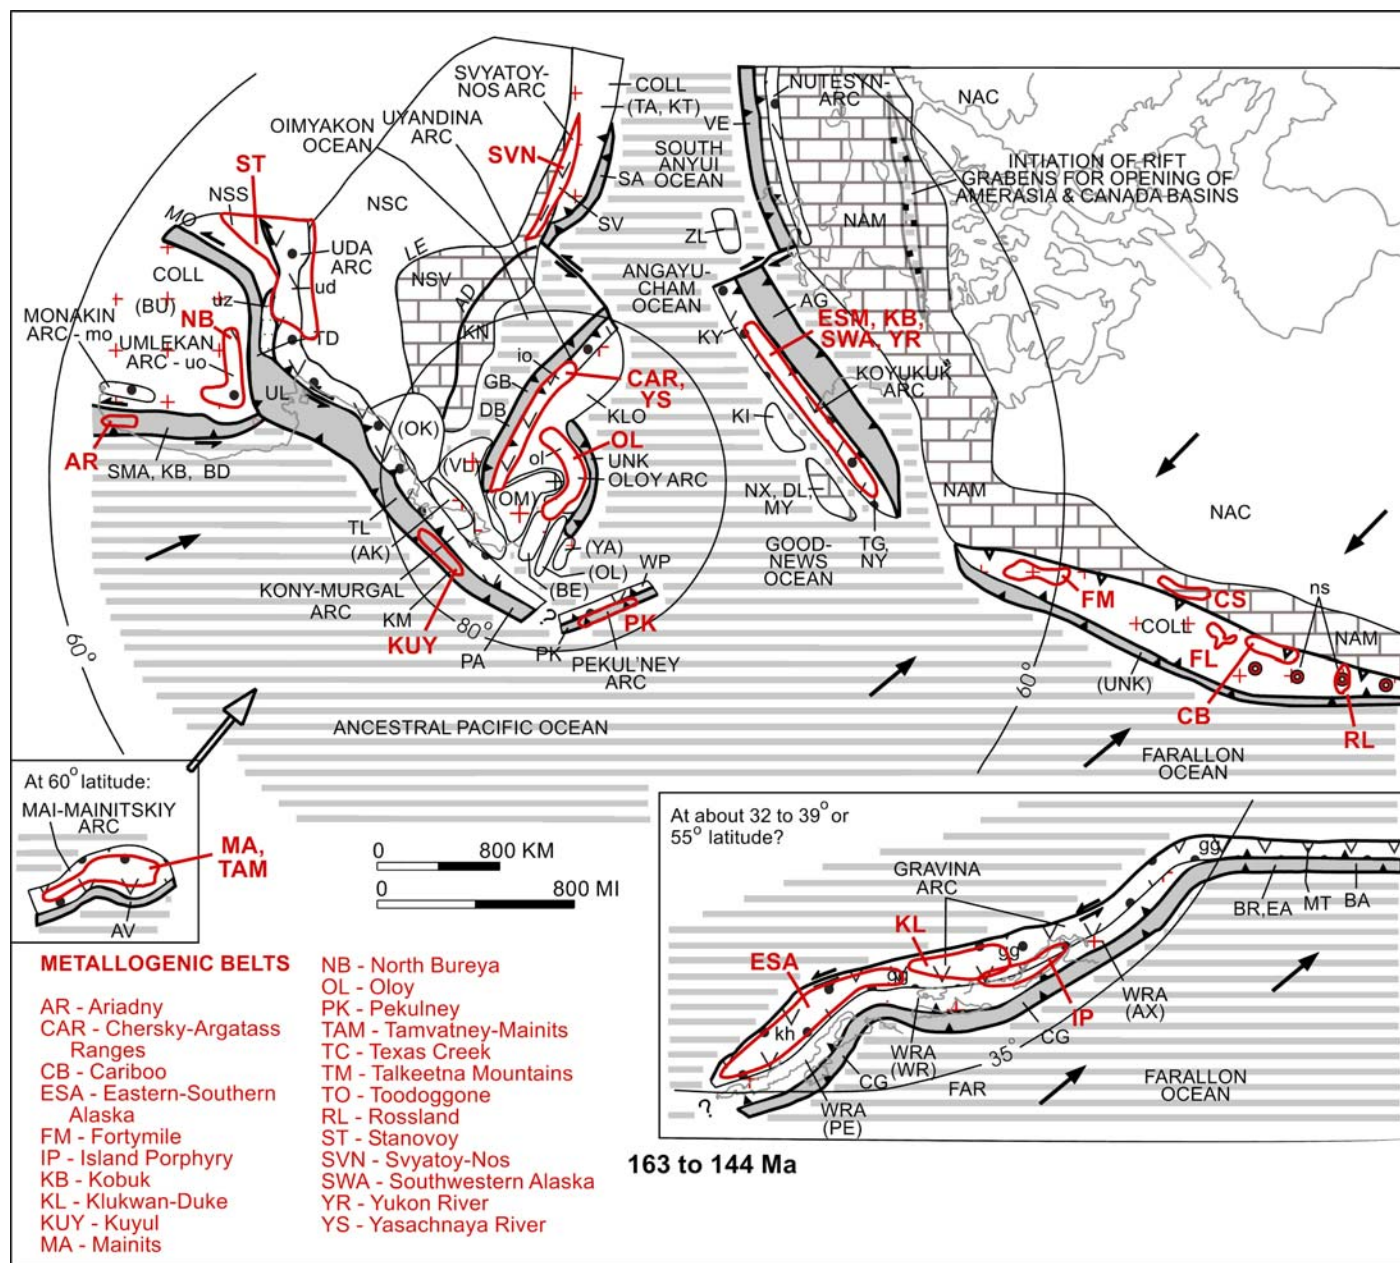 SVYATOY-
NOS ARC
COLL
(TA, KT)
NUTESYN-
ARC
NAC
UYANDINA
ARC
OIMYAKON
OCEAN
VE
SOUTH
ANYUI
OCEAN
INTIATION OF RIFT
GRABENS FOR OPENING OF
AMERASIA & CANADA BASINS
ST
SVN
SA
NSS
NSC
MO
SV
NAM
ZL
UDA
ARC
LE
COLL
NSV
ud
ANGAYU-
CHAM
OCEAN
AD
(BU)
uz
AG
MONAKIN
ARC - mo
NB
UMLEKAN
ARC - uo
TD
KN
ESM, KB,
SWA, YR
KY
io
GB
CAR,
YS
KOYUKUK
ARC
UL
DB
KLO
KI
(OK)
OL
AR
SMA, KB, BD
(VL)
ol
UNK
OLOY ARC
(OM)
NX, DL,
MY
NAM
NAC
TL
(AK)
GOOD-
NEWS
OCEAN
TG,
NY
(YA)
(OL)
WP
(BE)
KONY-MURGAL
ARC
KM
FM
CS
ns
KUY
80°
?
PK
COLL
NAM
60°
PA
PK
PEKUL'NEY
ARC
FL
(UNK)
60°
CB
RL
ANCESTRAL PACIFIC OCEAN
FARALLON
OCEAN
At 60° latitude:
MAI-MAINITSKIY
ARC
MA,
TAM
AV
0 800 KM
0 800 MI
At about 32 to 39° or
55° latitude?
gg
GRAVINA
ARC
BR,EA
MT
BA
KL
ESA
gg
gg
WRA
(AX)
IP
kh
CG
35°
WRA
(WR)
CG
FAR
FARALLON
OCEAN
?
WRA
(PE)
163 to 144 Ma
METALLOGENIC BELTS
AR - Ariadny
CAR - Chersky-Argatass
Ranges
CB - Cariboo
ESA - Eastern-Southern
Alaska
FM - Fortymile
IP - Island Porphyry
KB - Kobuk
KL - Klukwan-Duke
KUY - Kuyul
MA - Mainits
NB - North Bureya
OL - Oloy
PK - Pekulney
TAM - Tamvatney-Mainits
TC - Texas Creek
TM - Talkeetna Mountains
TO - Toodoggone
RL - Rossland
ST - Stanovoy
SVN - Svyatoy-Nos
SWA - Southwestern Alaska
YR - Yukon River
YS - Yasachnaya River